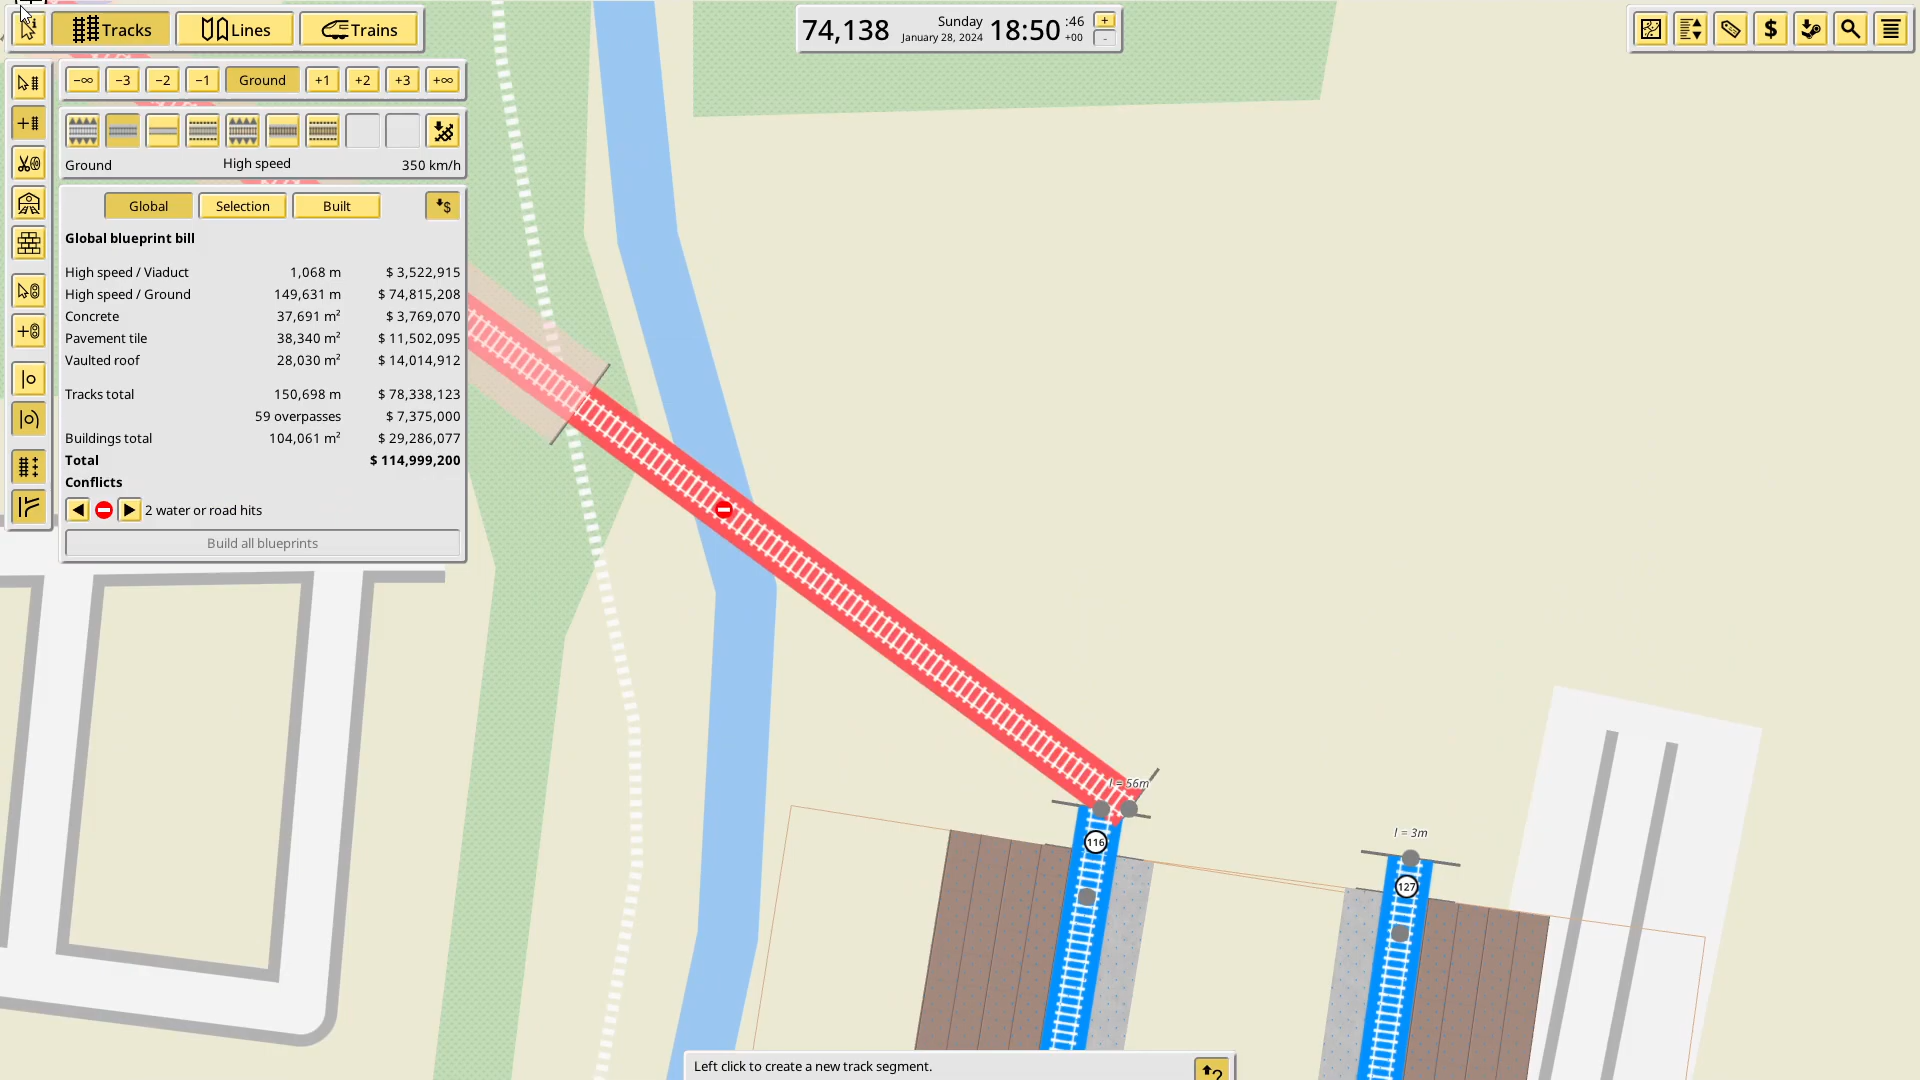 Tracks
Lines
Trains
74,138
Sunday
January 28, 2024
18:50
:46
+00
+
-
$
−∞
−3
−2
−1
Ground
+1
+2
+3
+∞
Ground
High speed
350 km/h
Global
Selection
Built
$
Global blueprint bill
High speed / Viaduct 1,068 m $ 3,522,915
High speed / Ground 149,631 m $ 74,815,208
Concrete 37,691 m² $ 3,769,070
Pavement tile 38,340 m² $ 11,502,095
Vaulted roof 28,030 m² $ 14,014,912
Tracks total 150,698 m $ 78,338,123
59 overpasses $ 7,375,000
Buildings total 104,061 m² $ 29,286,077
Total $ 114,999,200
Conflicts
2 water or road hits
Build all blueprints
l = 56m
116
l = 3m
127
Left click to create a new track segment.
?